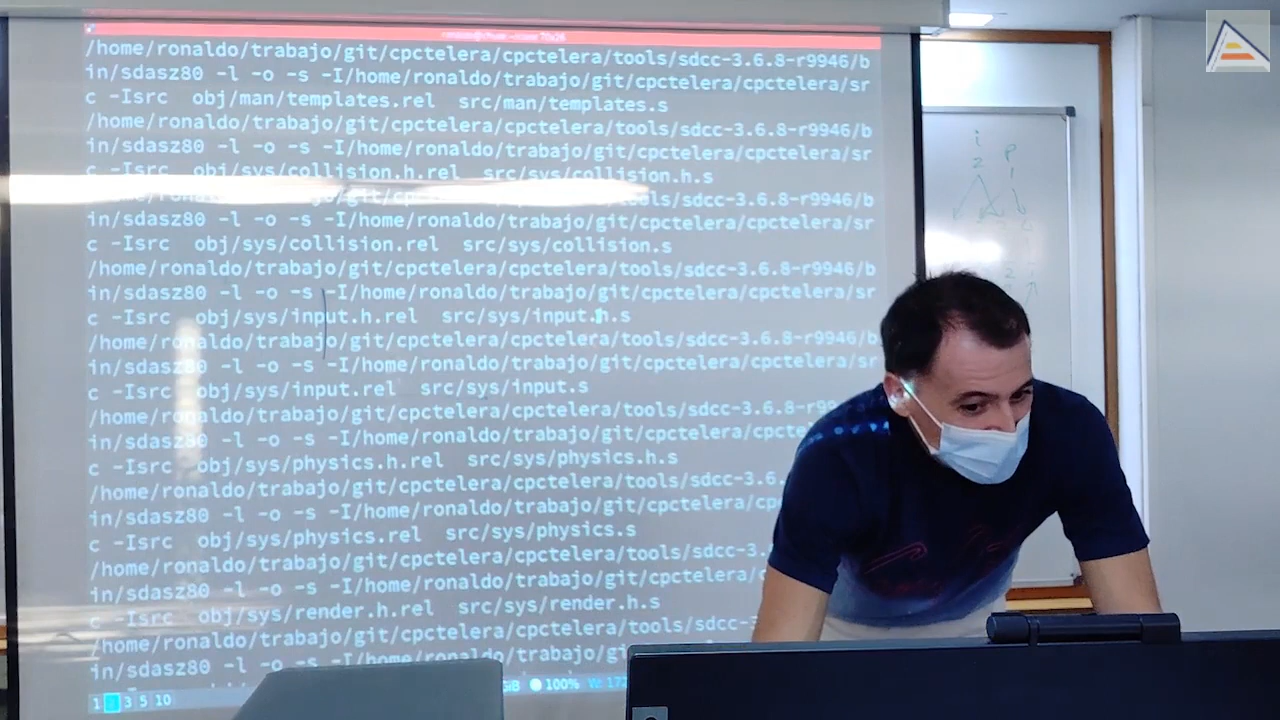 /home/ronaldo/trabajo/git/cpctelera/cpctelera/tools/sdcc-3.6.8-r9946/b
in/sdasz80 -l -o -s -I/home/ronaldo/trabajo/git/cpctelera/cpctelera/sr
c -Isrc  obj/man/templates.rel  src/man/templates.s
/home/ronaldo/trabajo/git/cpctelera/cpctelera/tools/sdcc-3.6.8-r9946/b
in/sdasz80 -l -o -s -I/home/ronaldo/trabajo/git/cpctelera/cpctelera/sr
c -Isrc  obj/sys/collision.h.rel  src/sys/collision.h.s
/home/ronaldo/trabajo/git/cpctelera/cpctelera/tools/sdcc-3.6.8-r9946/b
in/sdasz80 -l -o -s -I/home/ronaldo/trabajo/git/cpctelera/cpctelera/sr
c -Isrc  obj/sys/collision.rel  src/sys/collision.s
/home/ronaldo/trabajo/git/cpctelera/cpctelera/tools/sdcc-3.6.8-r9946/b
in/sdasz80 -l -o -s -I/home/ronaldo/trabajo/git/cpctelera/cpctelera/sr
c -Isrc  obj/sys/input.h.rel  src/sys/input.h.s
/home/ronaldo/trabajo/git/cpctelera/cpctelera/tools/sdcc-3.6.8-r9946/b
in/sdasz80 -l -o -s -I/home/ronaldo/trabajo/git/cpctelera/cpctelera/sr
c -Isrc  obj/sys/input.rel  src/sys/input.s
/home/ronaldo/trabajo/git/cpctelera/cpctelera/tools/sdcc-3.6.8-r9
in/sdasz80 -l -o -s -I/home/ronaldo/trabajo/git/cpctelera/cpcte
c -Isrc  obj/sys/physics.h.rel  src/sys/physics.h.s
/home/ronaldo/trabajo/git/cpctelera/cpctelera/tools/sdcc-3.6.
in/sdasz80 -l -o -s -I/home/ronaldo/trabajo/git/cpctelera/cp
c -Isrc  obj/sys/physics.rel  src/sys/physics.s
/home/ronaldo/trabajo/git/cpctelera/cpctelera/tools/sdcc-3.
in/sdasz80 -l -o -s -I/home/ronaldo/trabajo/git/cpctelera/c
c -Isrc  obj/sys/render.h.rel  src/sys/render.h.s
/home/ronaldo/trabajo/git/cpctelera/cpctelera/tools/sdcc-3
in/sdasz80 -l -o -s -I/home/ronaldo/trabajo/gi
1 2 3 5 10 GiB 100% W: 172
i
2 P
1